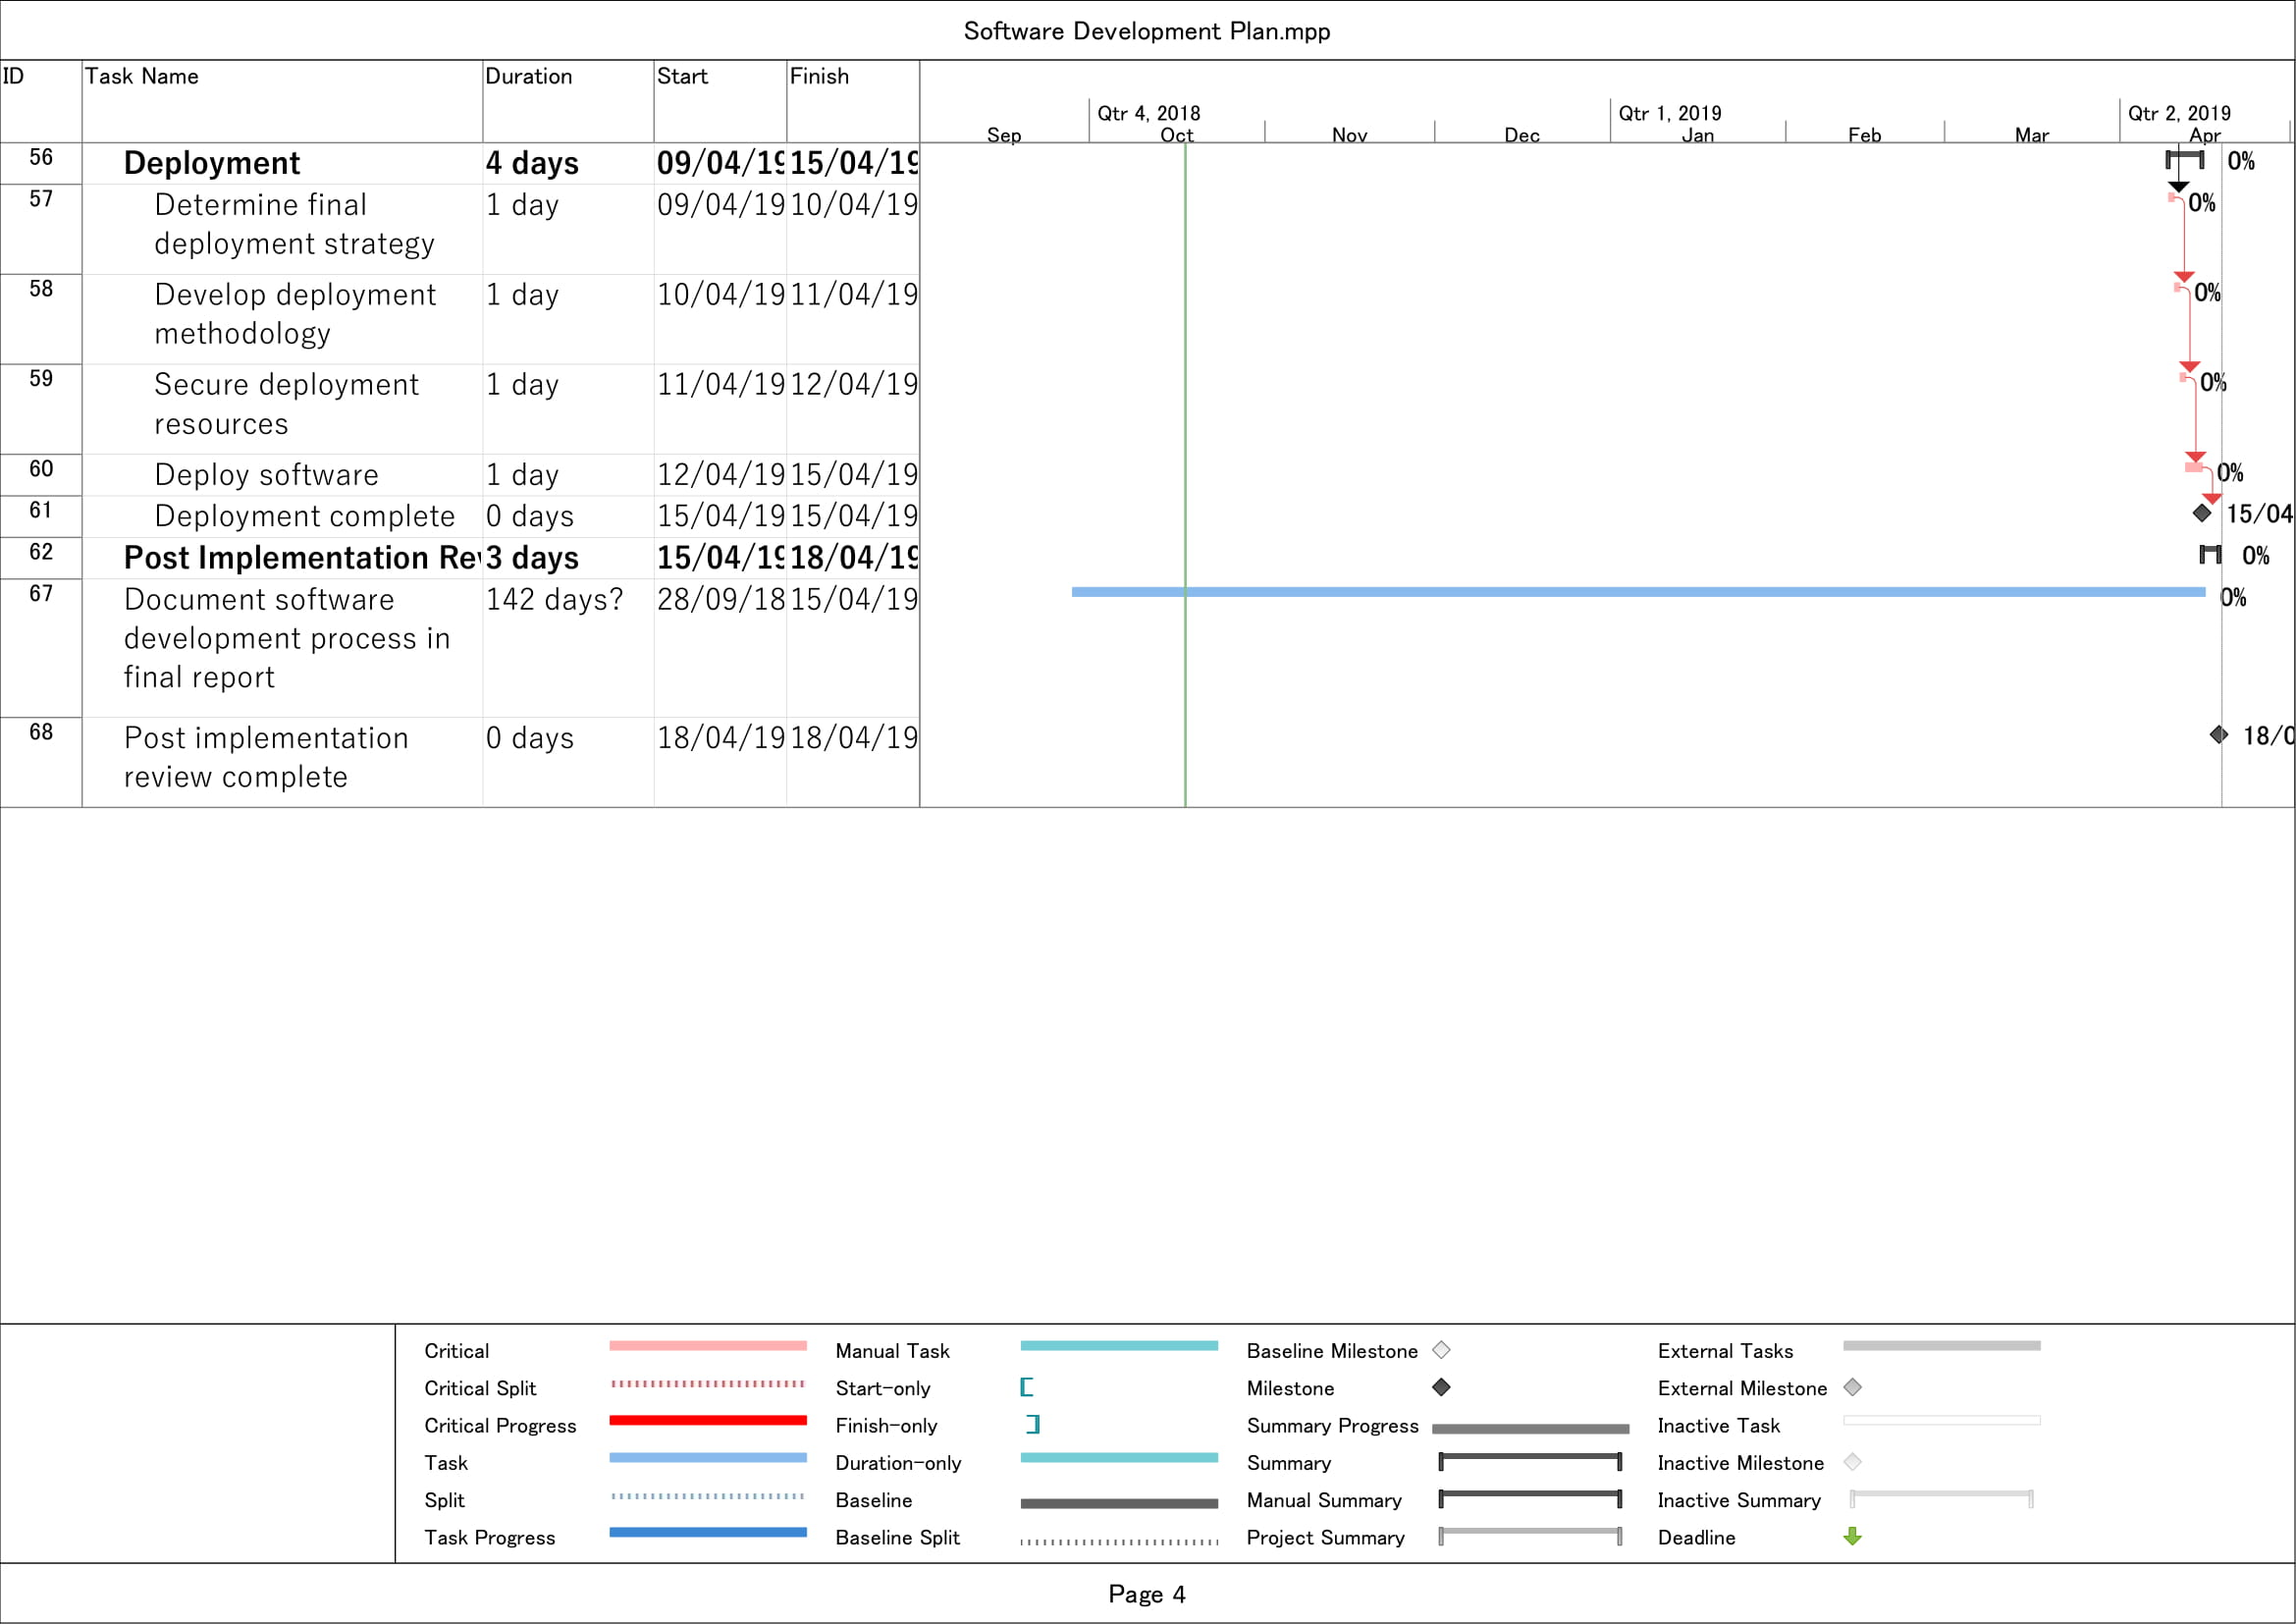 Software Development Plan.mpp
ID Task Name Duration Start Finish
Qtr 4, 2018 Qtr 1, 2019 Qtr 2, 2019
Sep Oct Nov Dec Jan Feb Mar Apr
56 Deployment 4 days 09/04/19 15/04/19 0%
57 Determine final 1 day 09/04/19 10/04/19 0%
deployment strategy
58 Develop deployment 1 day 10/04/19 11/04/19 0%
methodology
59 Secure deployment 1 day 11/04/19 12/04/19 0%
resources
60 Deploy software 1 day 12/04/19 15/04/19 0%
61 Deployment complete 0 days 15/04/19 15/04/19 15/04
62 Post Implementation Rev 3 days 15/04/19 18/04/19 0%
67 Document software 142 days? 28/09/18 15/04/19 0%
development process in
final report
68 Post implementation 0 days 18/04/19 18/04/19 18/0
review complete
Critical Manual Task Baseline Milestone External Tasks
Critical Split Start-only Milestone External Milestone
Critical Progress Finish-only Summary Progress Inactive Task
Task Duration-only Summary Inactive Milestone
Split Baseline Manual Summary Inactive Summary
Task Progress Baseline Split Project Summary Deadline
Page 4